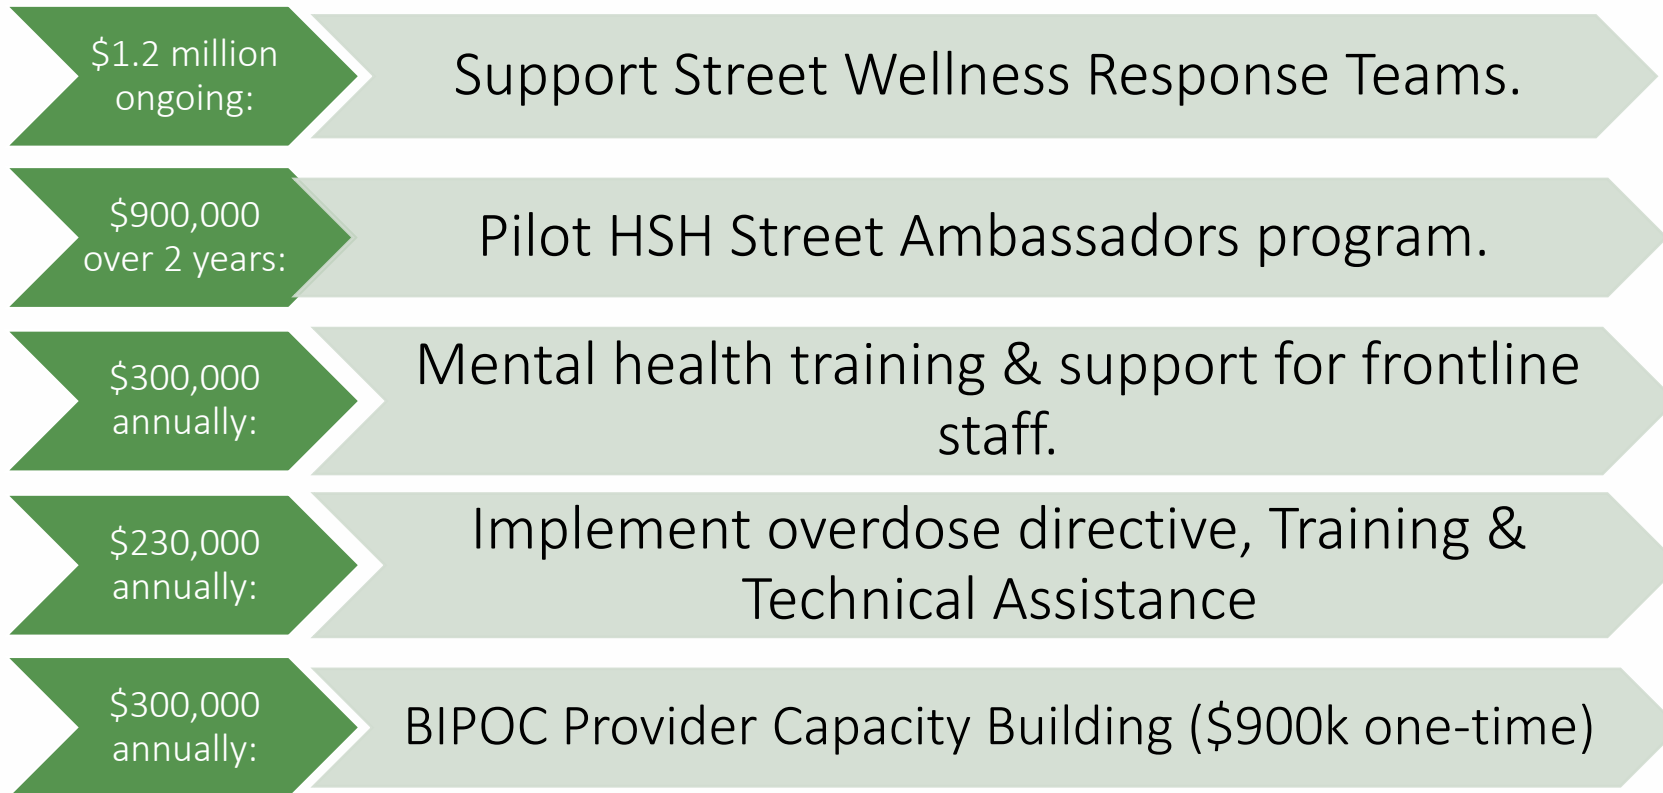 $1.2 million
ongoing:
Support Street Wellness Response Teams.
$900,000
over 2 years:
Pilot HSH Street Ambassadors program.
$300,000
annually:
Mental health training & support for frontline
staff.
$230,000
annually:
Implement overdose directive, Training &
Technical Assistance
$300,000
annually:
BIPOC Provider Capacity Building ($900k one-time)